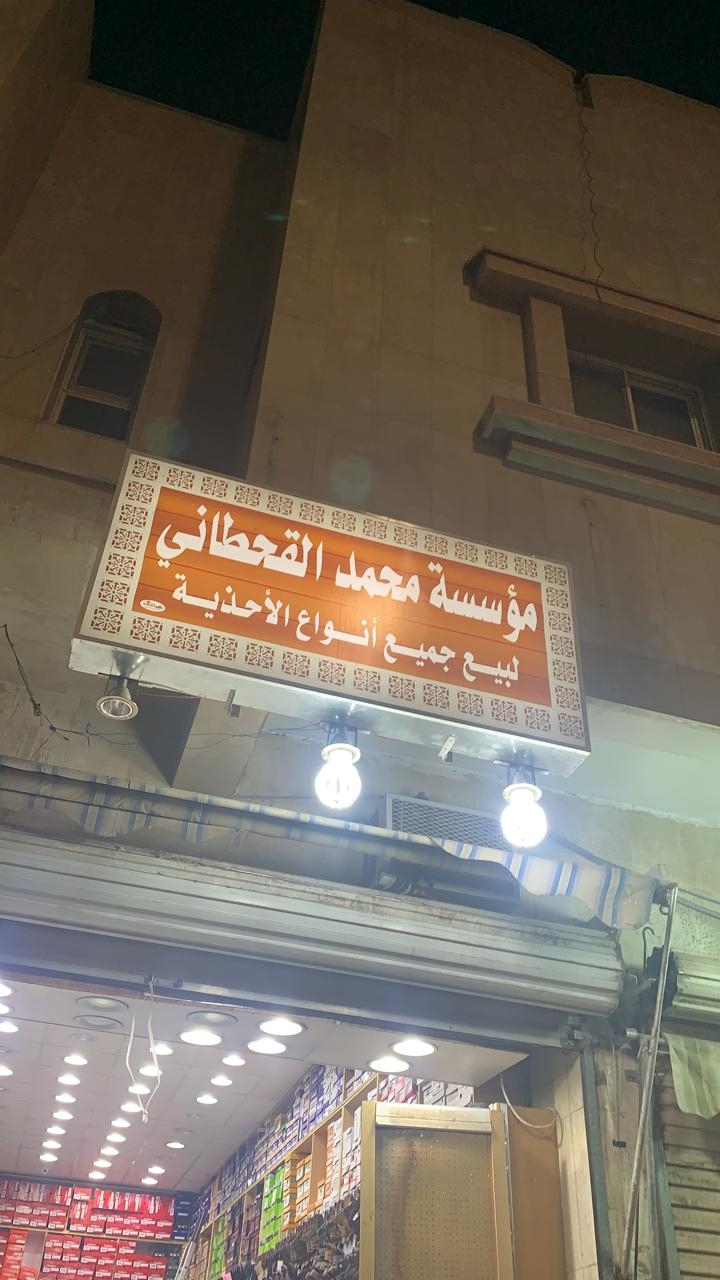 مؤسسة محمد القحطاني
لبيع جميع أنواع الأحذية